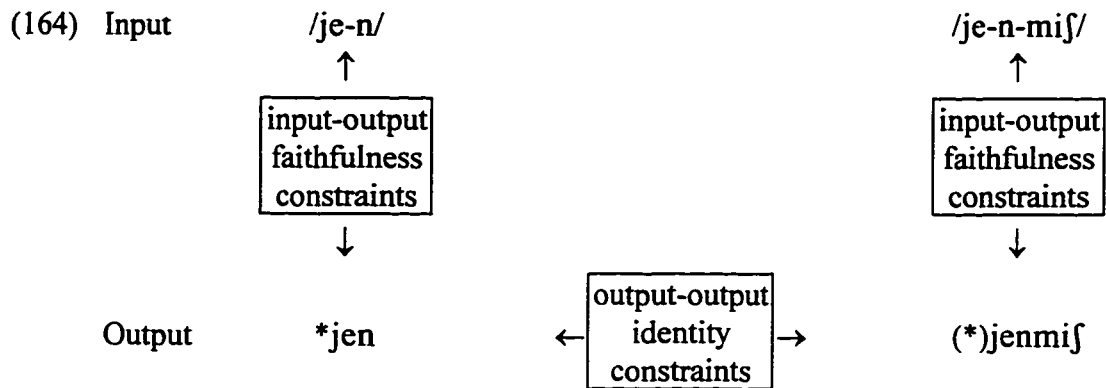 (164) Input /je-n/ /je-n-miʃ/
↑ ↑
input-output input-output
faithfulness faithfulness
constraints constraints
↓ ↓
output-output
Output *jen ← identity → (*)jenmiʃ
constraints